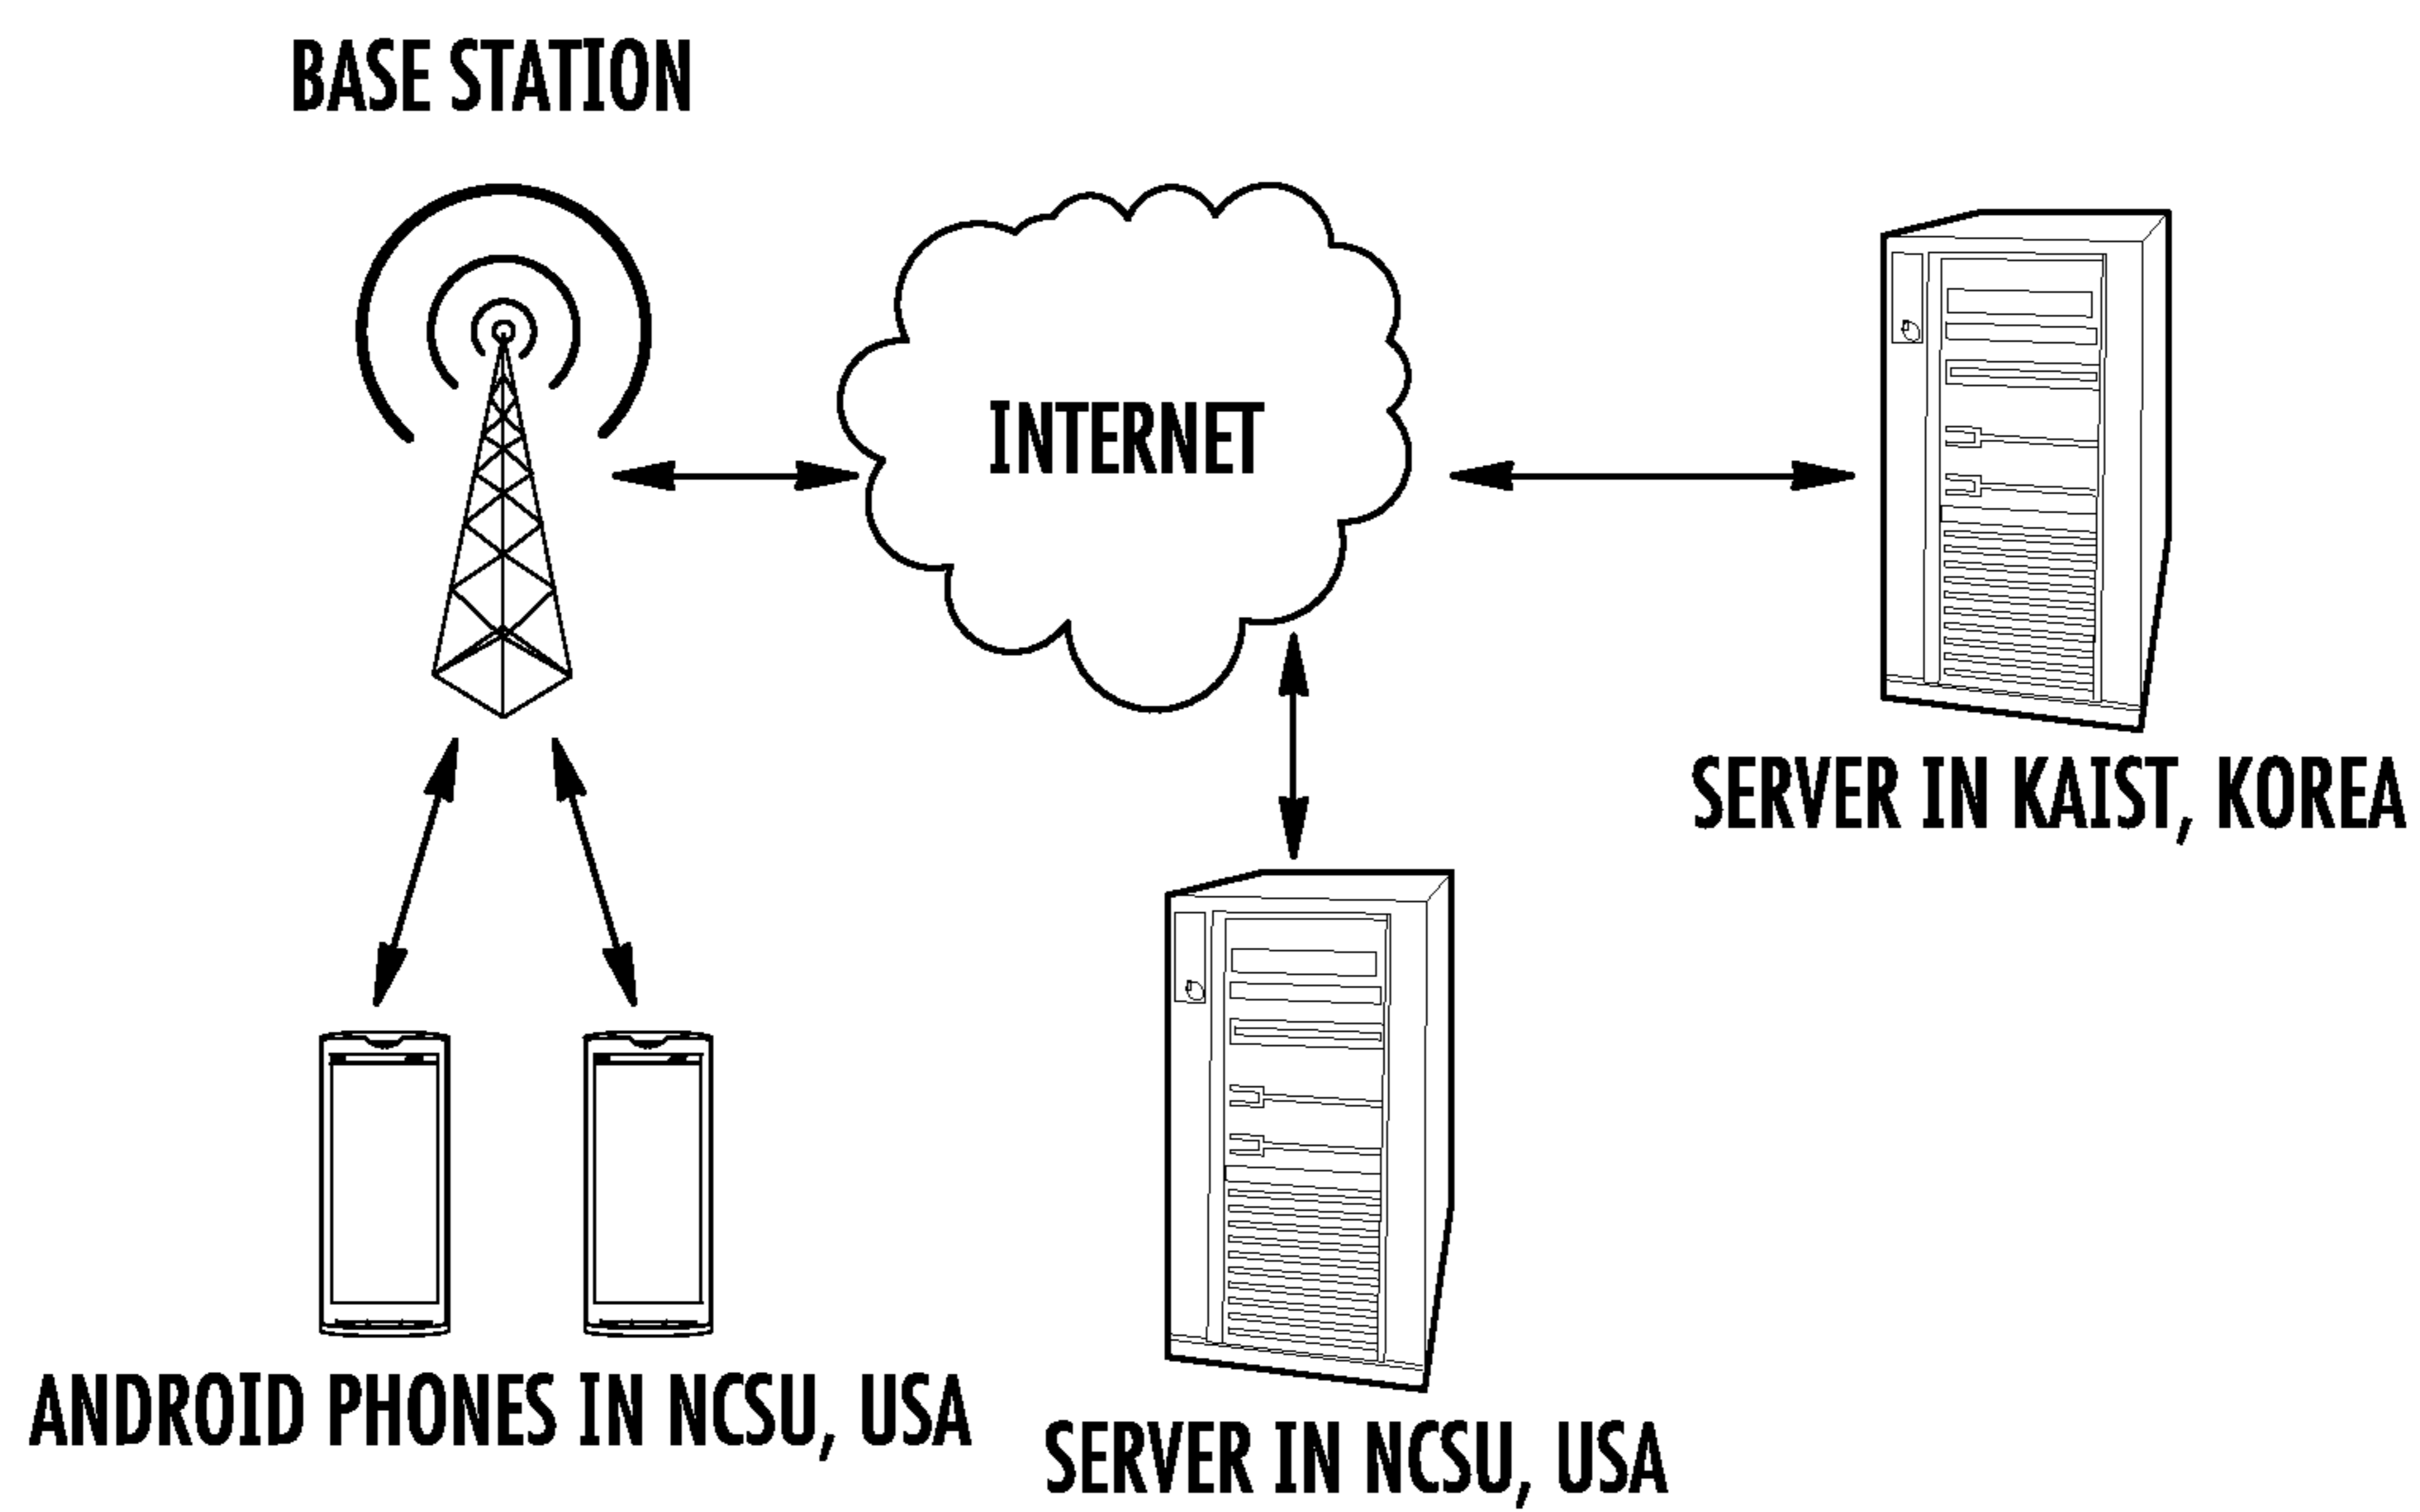 BASE STATION
INTERNET
SERVER IN KAIST, KOREA
ANDROID PHONES IN NCSU, USA
SERVER IN NCSU, USA